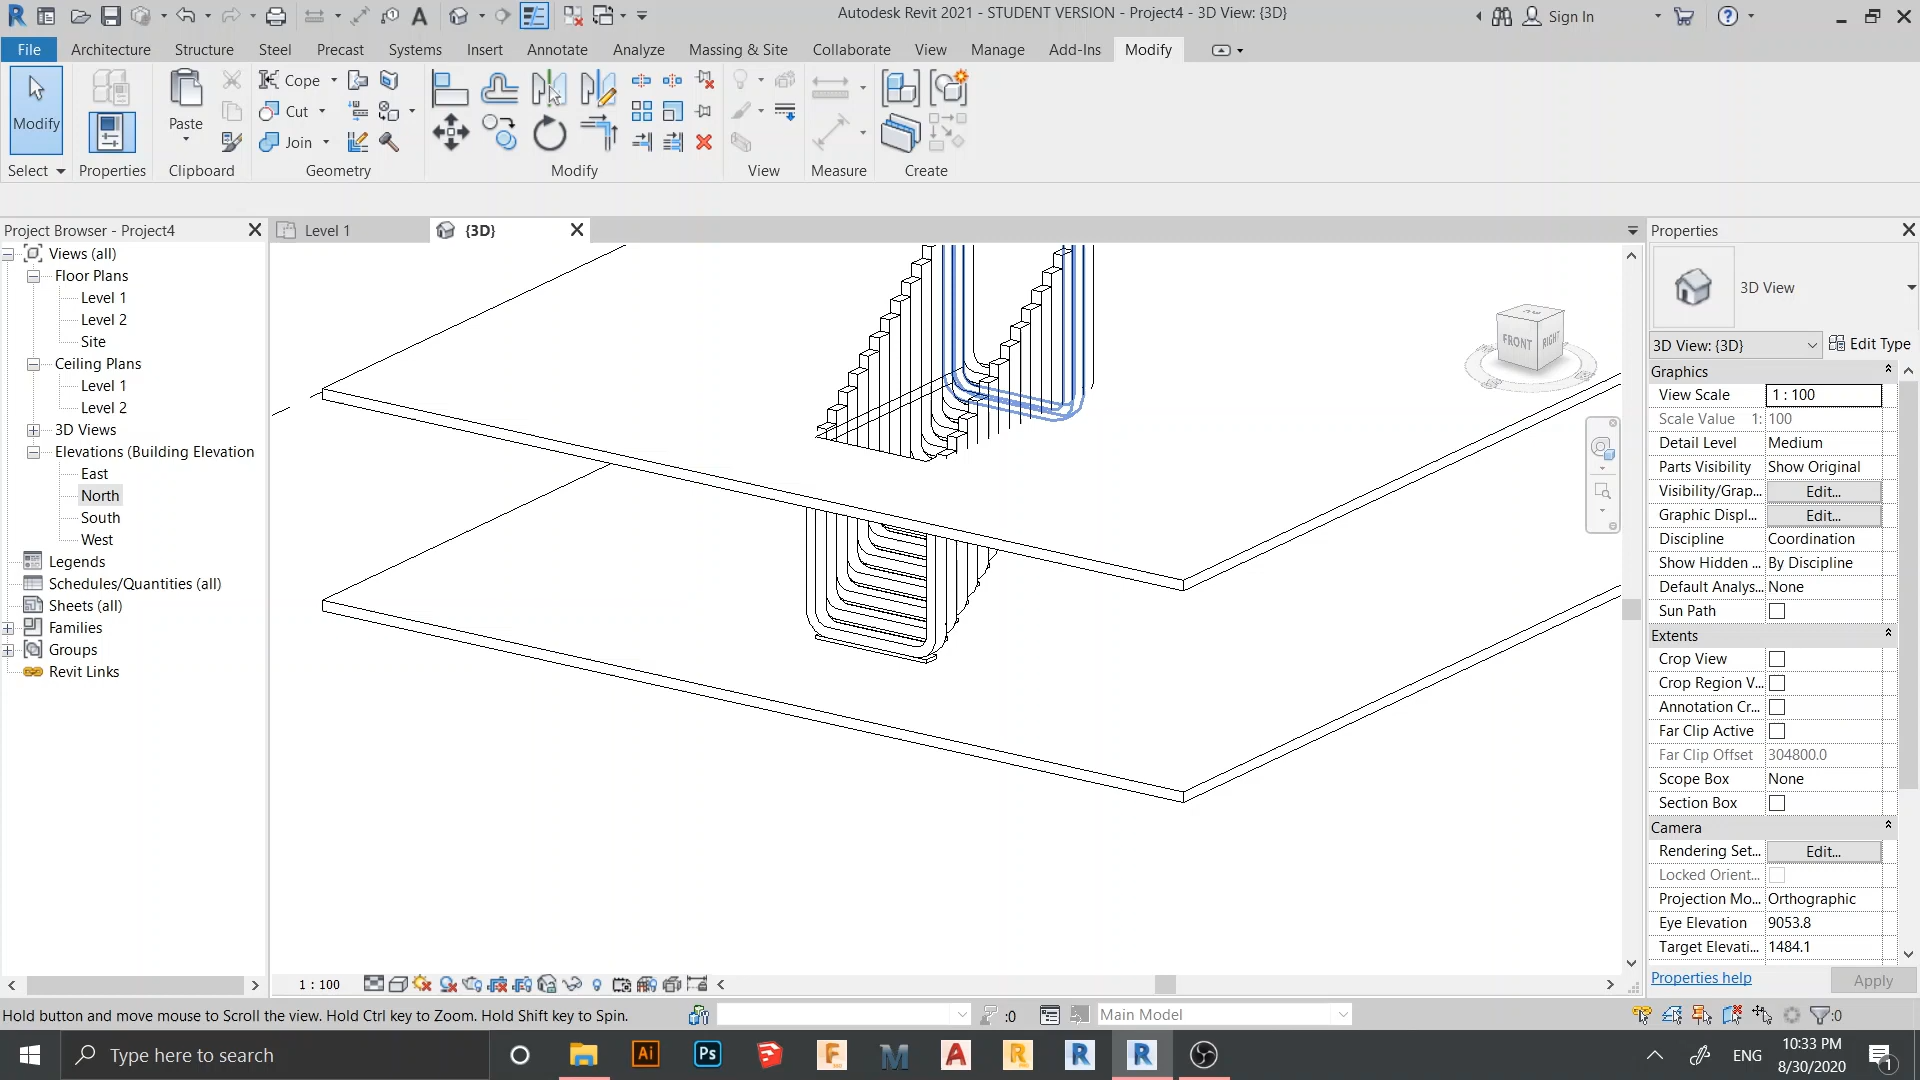 Autodesk Revit 2021 - STUDENT VERSION - Project4 - 3D View: {3D}
Sign In
File Architecture Structure Steel Precast Systems Insert Annotate Analyze Massing & Site Collaborate View Manage Add-Ins Modify
Modify
Paste
Cope
Cut
Join
Select Properties Clipboard Geometry Modify View Measure Create
Project Browser - Project4
Level 1
{3D}
Properties
Views (all)
Floor Plans
Level 1
Level 2
Site
Ceiling Plans
Level 1
Level 2
3D Views
Elevations (Building Elevation
East
North
South
West
Legends
Schedules/Quantities (all)
Sheets (all)
Families
Groups
Revit Links
FRONT
RIGHT
3D View
3D View: {3D}
Edit Type
Graphics
View Scale 1 : 100
Scale Value 1: 100
Detail Level Medium
Parts Visibility Show Original
Visibility/Grap... Edit...
Graphic Displ... Edit...
Discipline Coordination
Show Hidden ... By Discipline
Default Analys... None
Sun Path
Extents
Crop View
Crop Region V...
Annotation Cr...
Far Clip Active
Far Clip Offset 304800.0
Scope Box None
Section Box
Camera
Rendering Set... Edit...
Locked Orient...
Projection Mo... Orthographic
Eye Elevation 9053.8
Target Elevati... 1484.1
Properties help
Apply
1 : 100
Hold button and move mouse to Scroll the view. Hold Ctrl key to Zoom. Hold Shift key to Spin.
:0
Main Model
:0
Type here to search
Ai
Ps
ENG
10:33 PM
8/30/2020
1